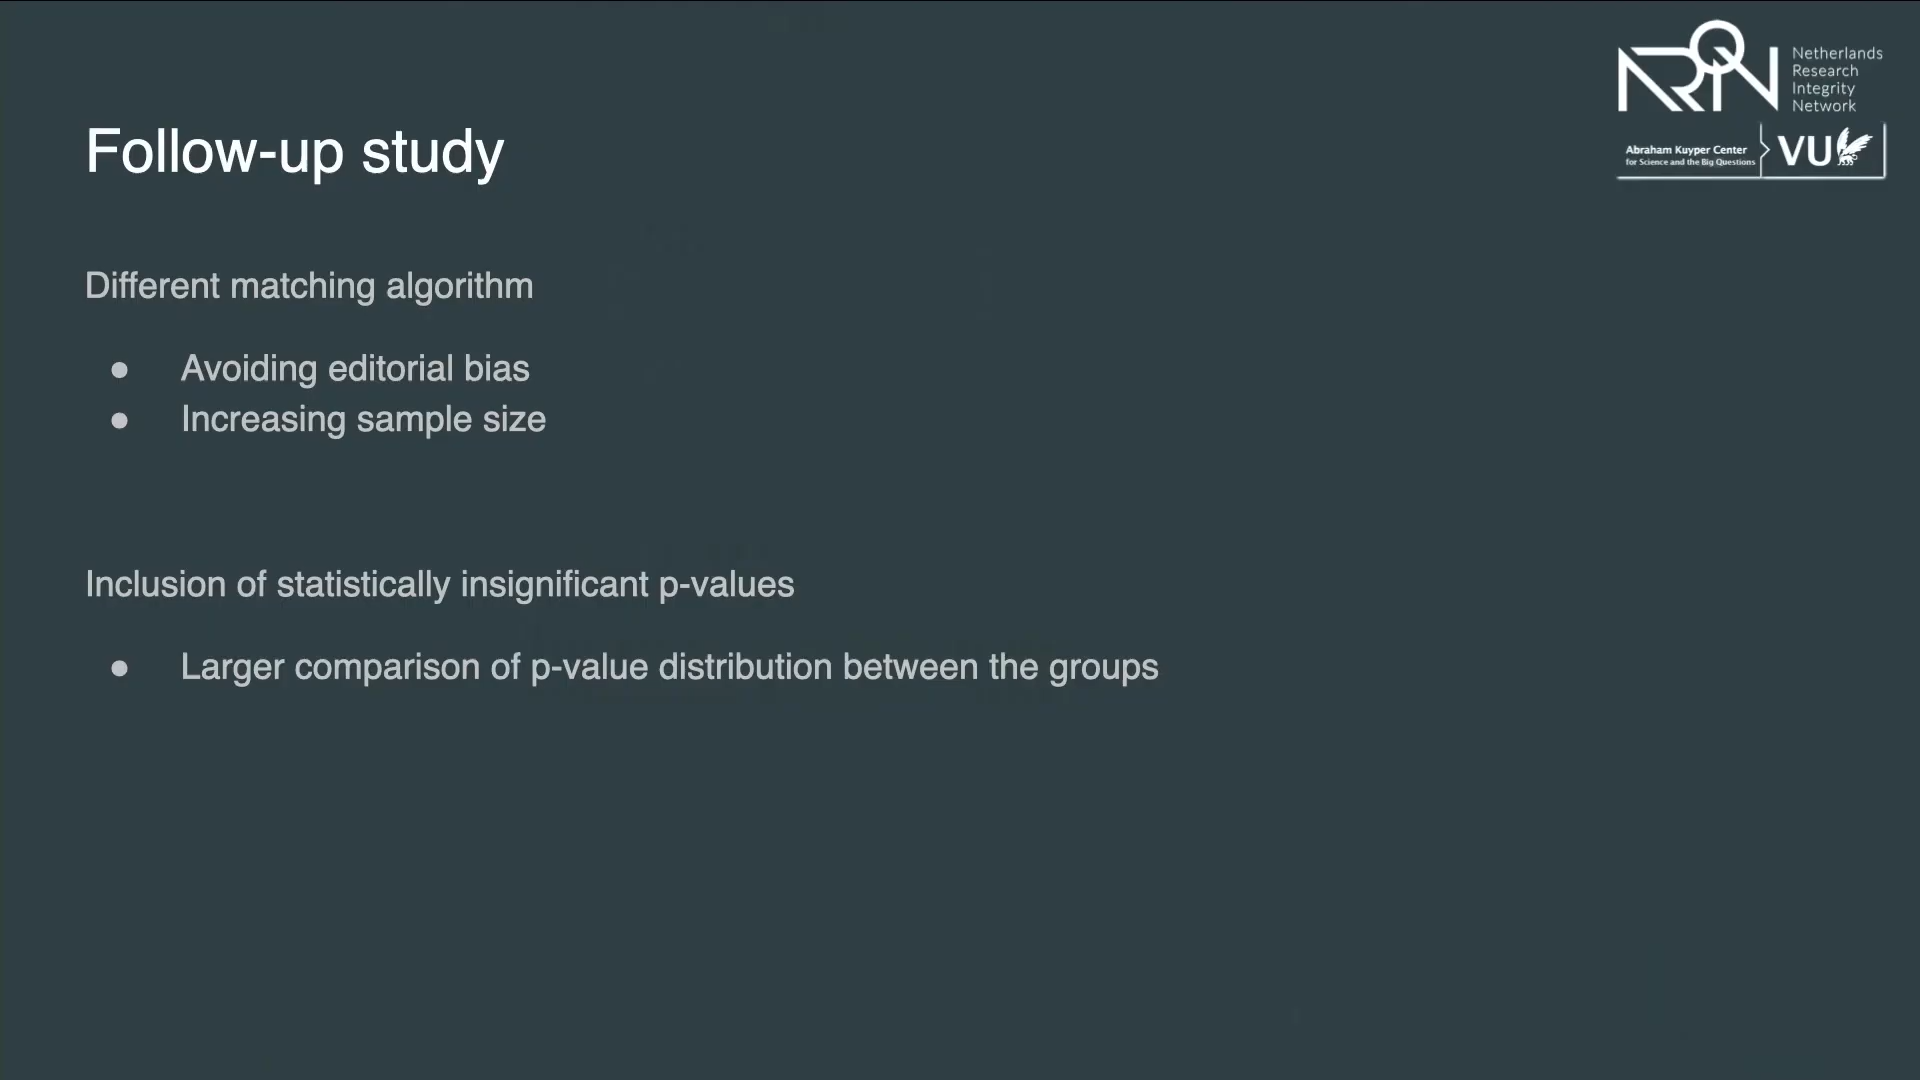 NRIN
Netherlands
Research
Integrity
Network
Abraham Kuyper Center
for Science and the Big Questions
VU
Follow-up study
Different matching algorithm
● Avoiding editorial bias
● Increasing sample size
Inclusion of statistically insignificant p-values
● Larger comparison of p-value distribution between the groups